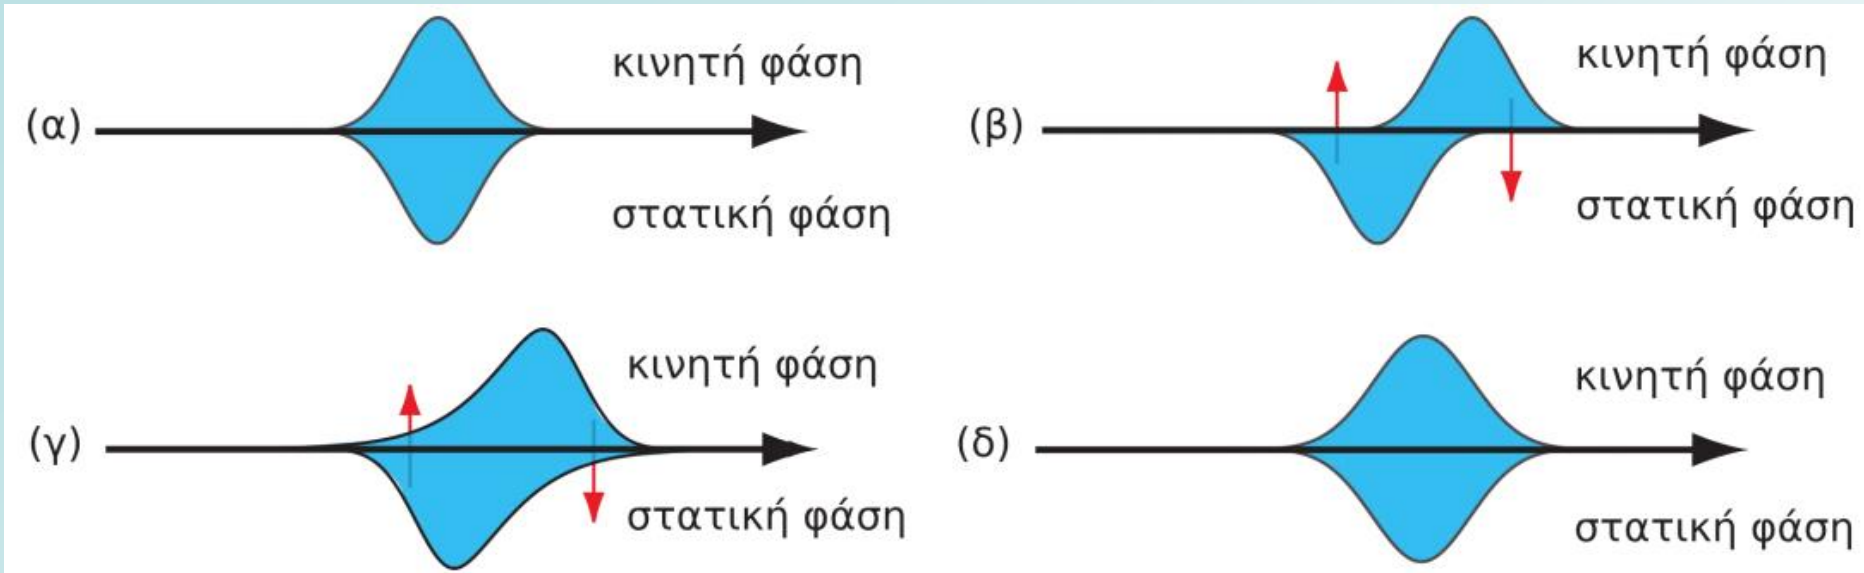 κινητή φάση
(α)
στατική φάση
κινητή φάση
(β)
στατική φάση
κινητή φάση
(γ)
στατική φάση
κινητή φάση
(δ)
στατική φάση